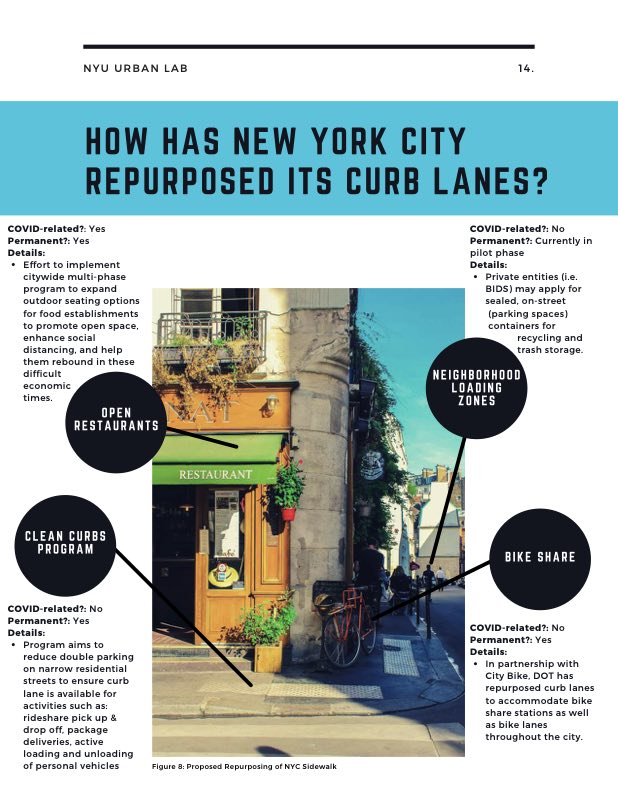 NYU URBAN LAB
14.
HOW HAS NEW YORK CITY
REPURPOSED ITS CURB LANES?
COVID-related?: Yes
Permanent?: Yes
Details:
• Effort to implement
citywide multi-phase
program to expand
outdoor seating options
for food establishments
to promote open space,
enhance social
distancing, and help
them rebound in these
difficult
economic
times.
OPEN
RESTAURANTS
COVID-related?: No
Permanent?: Currently in
pilot phase
Details:
• Private entities (i.e.
BIDS) may apply for
sealed, on-street
(parking spaces)
containers for
recycling and
trash storage.
NEIGHBORHOOD
LOADING
ZONES
RESTAURANT
CLEAN CURBS
PROGRAM
COVID-related?: No
Permanent?: Yes
Details:
• Program aims to
reduce double parking
on narrow residential
streets to ensure curb
lane is available for
activities such as:
rideshare pick up &
drop off, package
deliveries, active
loading and unloading
of personal vehicles
BIKE SHARE
COVID-related?: No
Permanent?: Yes
Details:
• In partnership with
City Bike, DOT has
repurposed curb lanes
to accommodate bike
share stations as well
as bike lanes
throughout the city.
Figure 8: Proposed Repurposing of NYC Sidewalk